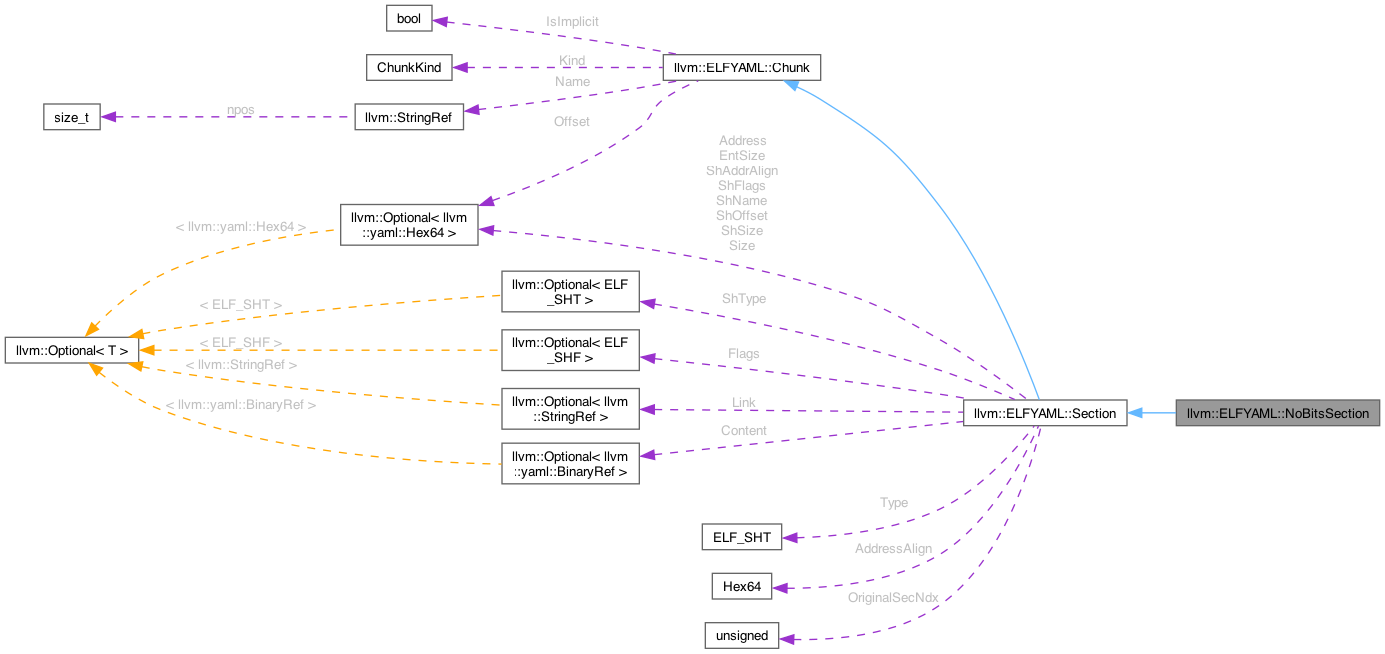 bool
IsImplicit
ChunkKind
Kind
llvm::ELFYAML::Chunk
Name
size_t
npos
llvm::StringRef
Offset
Address
EntSize
ShAddrAlign
ShFlags
ShName
ShOffset
ShSize
Size
llvm::Optional< llvm
::yaml::Hex64 >
< llvm::yaml::Hex64 >
llvm::Optional< ELF
_SHT >
< ELF_SHT >
ShType
llvm::Optional< T >
< ELF_SHF >
llvm::Optional< ELF
_SHF >
Flags
< llvm::StringRef >
llvm::Optional< llvm
::StringRef >
Link
llvm::ELFYAML::Section
llvm::ELFYAML::NoBitsSection
< llvm::yaml::BinaryRef >
Content
llvm::Optional< llvm
::yaml::BinaryRef >
Type
ELF_SHT
AddressAlign
Hex64
OriginalSecNdx
unsigned